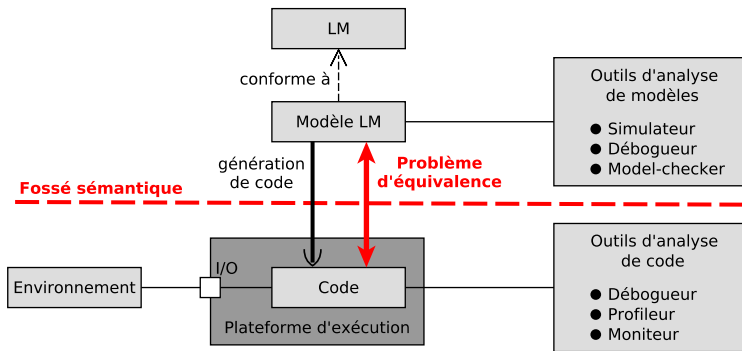 LM
conforme à
Modèle LM
Outils d'analyse
de modèles
● Simulateur
● Débogueur
● Model-checker
génération
de code
Problème
d'équivalence
Fossé sémantique
Outils d'analyse
de code
● Débogueur
● Profileur
● Moniteur
I/O
Environnement
Code
Plateforme d'exécution